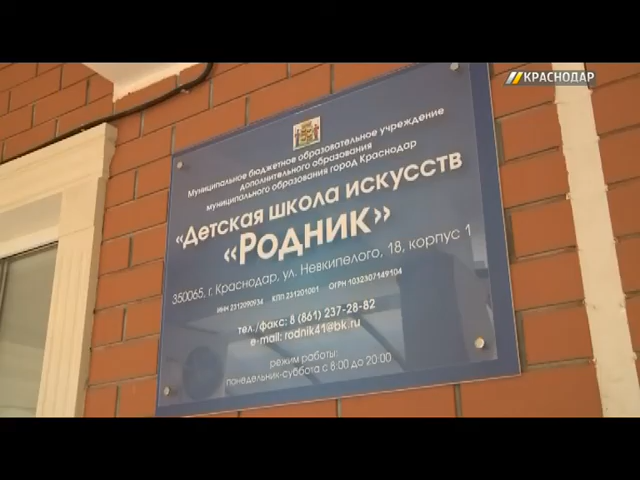 КРАСНОДАР
Муниципальное бюджетное образовательное учреждение
дополнительного образования
муниципального образования город Краснодар
«Детская школа искусств
«Родник»
350065, г. Краснодар, ул. Невкипелого, 18, корпус 1
ИНН 2312090934 КПП 231201001 ОГРН 1032307149104
тел./факс: 8 (861) 237-28-82
e-mail: rodnik41@bk.ru
режим работы:
понедельник-суббота с 8:00 до 20:00